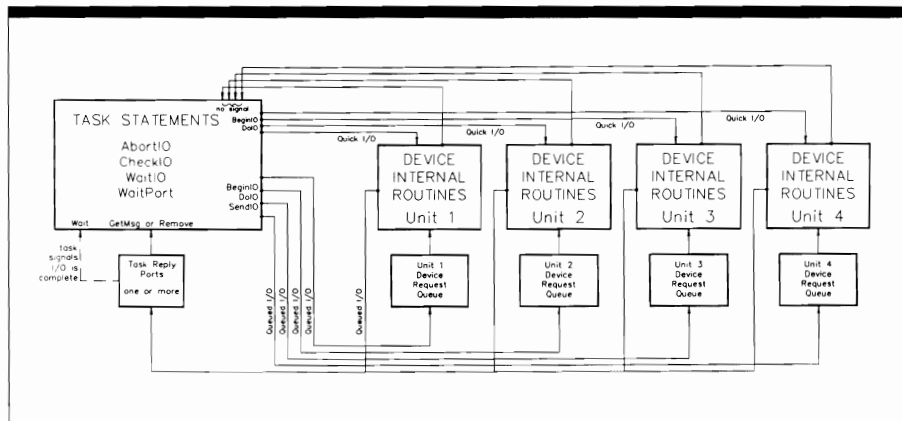 no signal
TASK STATEMENTS
BeginIO
DoIO
AbortIO
CheckIO
WaitIO
WaitPort
BeginIO
DoIO
SendIO
Wait
GetMsg or Remove
task
signals
I/O is
complete
Task Reply
Ports
one or more
Quick I/O
Quick I/O
Quick I/O
Quick I/O
DEVICE
INTERNAL
ROUTINES
Unit 1
DEVICE
INTERNAL
ROUTINES
Unit 2
DEVICE
INTERNAL
ROUTINES
Unit 3
DEVICE
INTERNAL
ROUTINES
Unit 4
Unit 1
Device
Request
Queue
Unit 2
Device
Request
Queue
Unit 3
Device
Request
Queue
Unit 4
Device
Request
Queue
Queued I/O
Queued I/O
Queued I/O
Queued I/O
Queued I/O